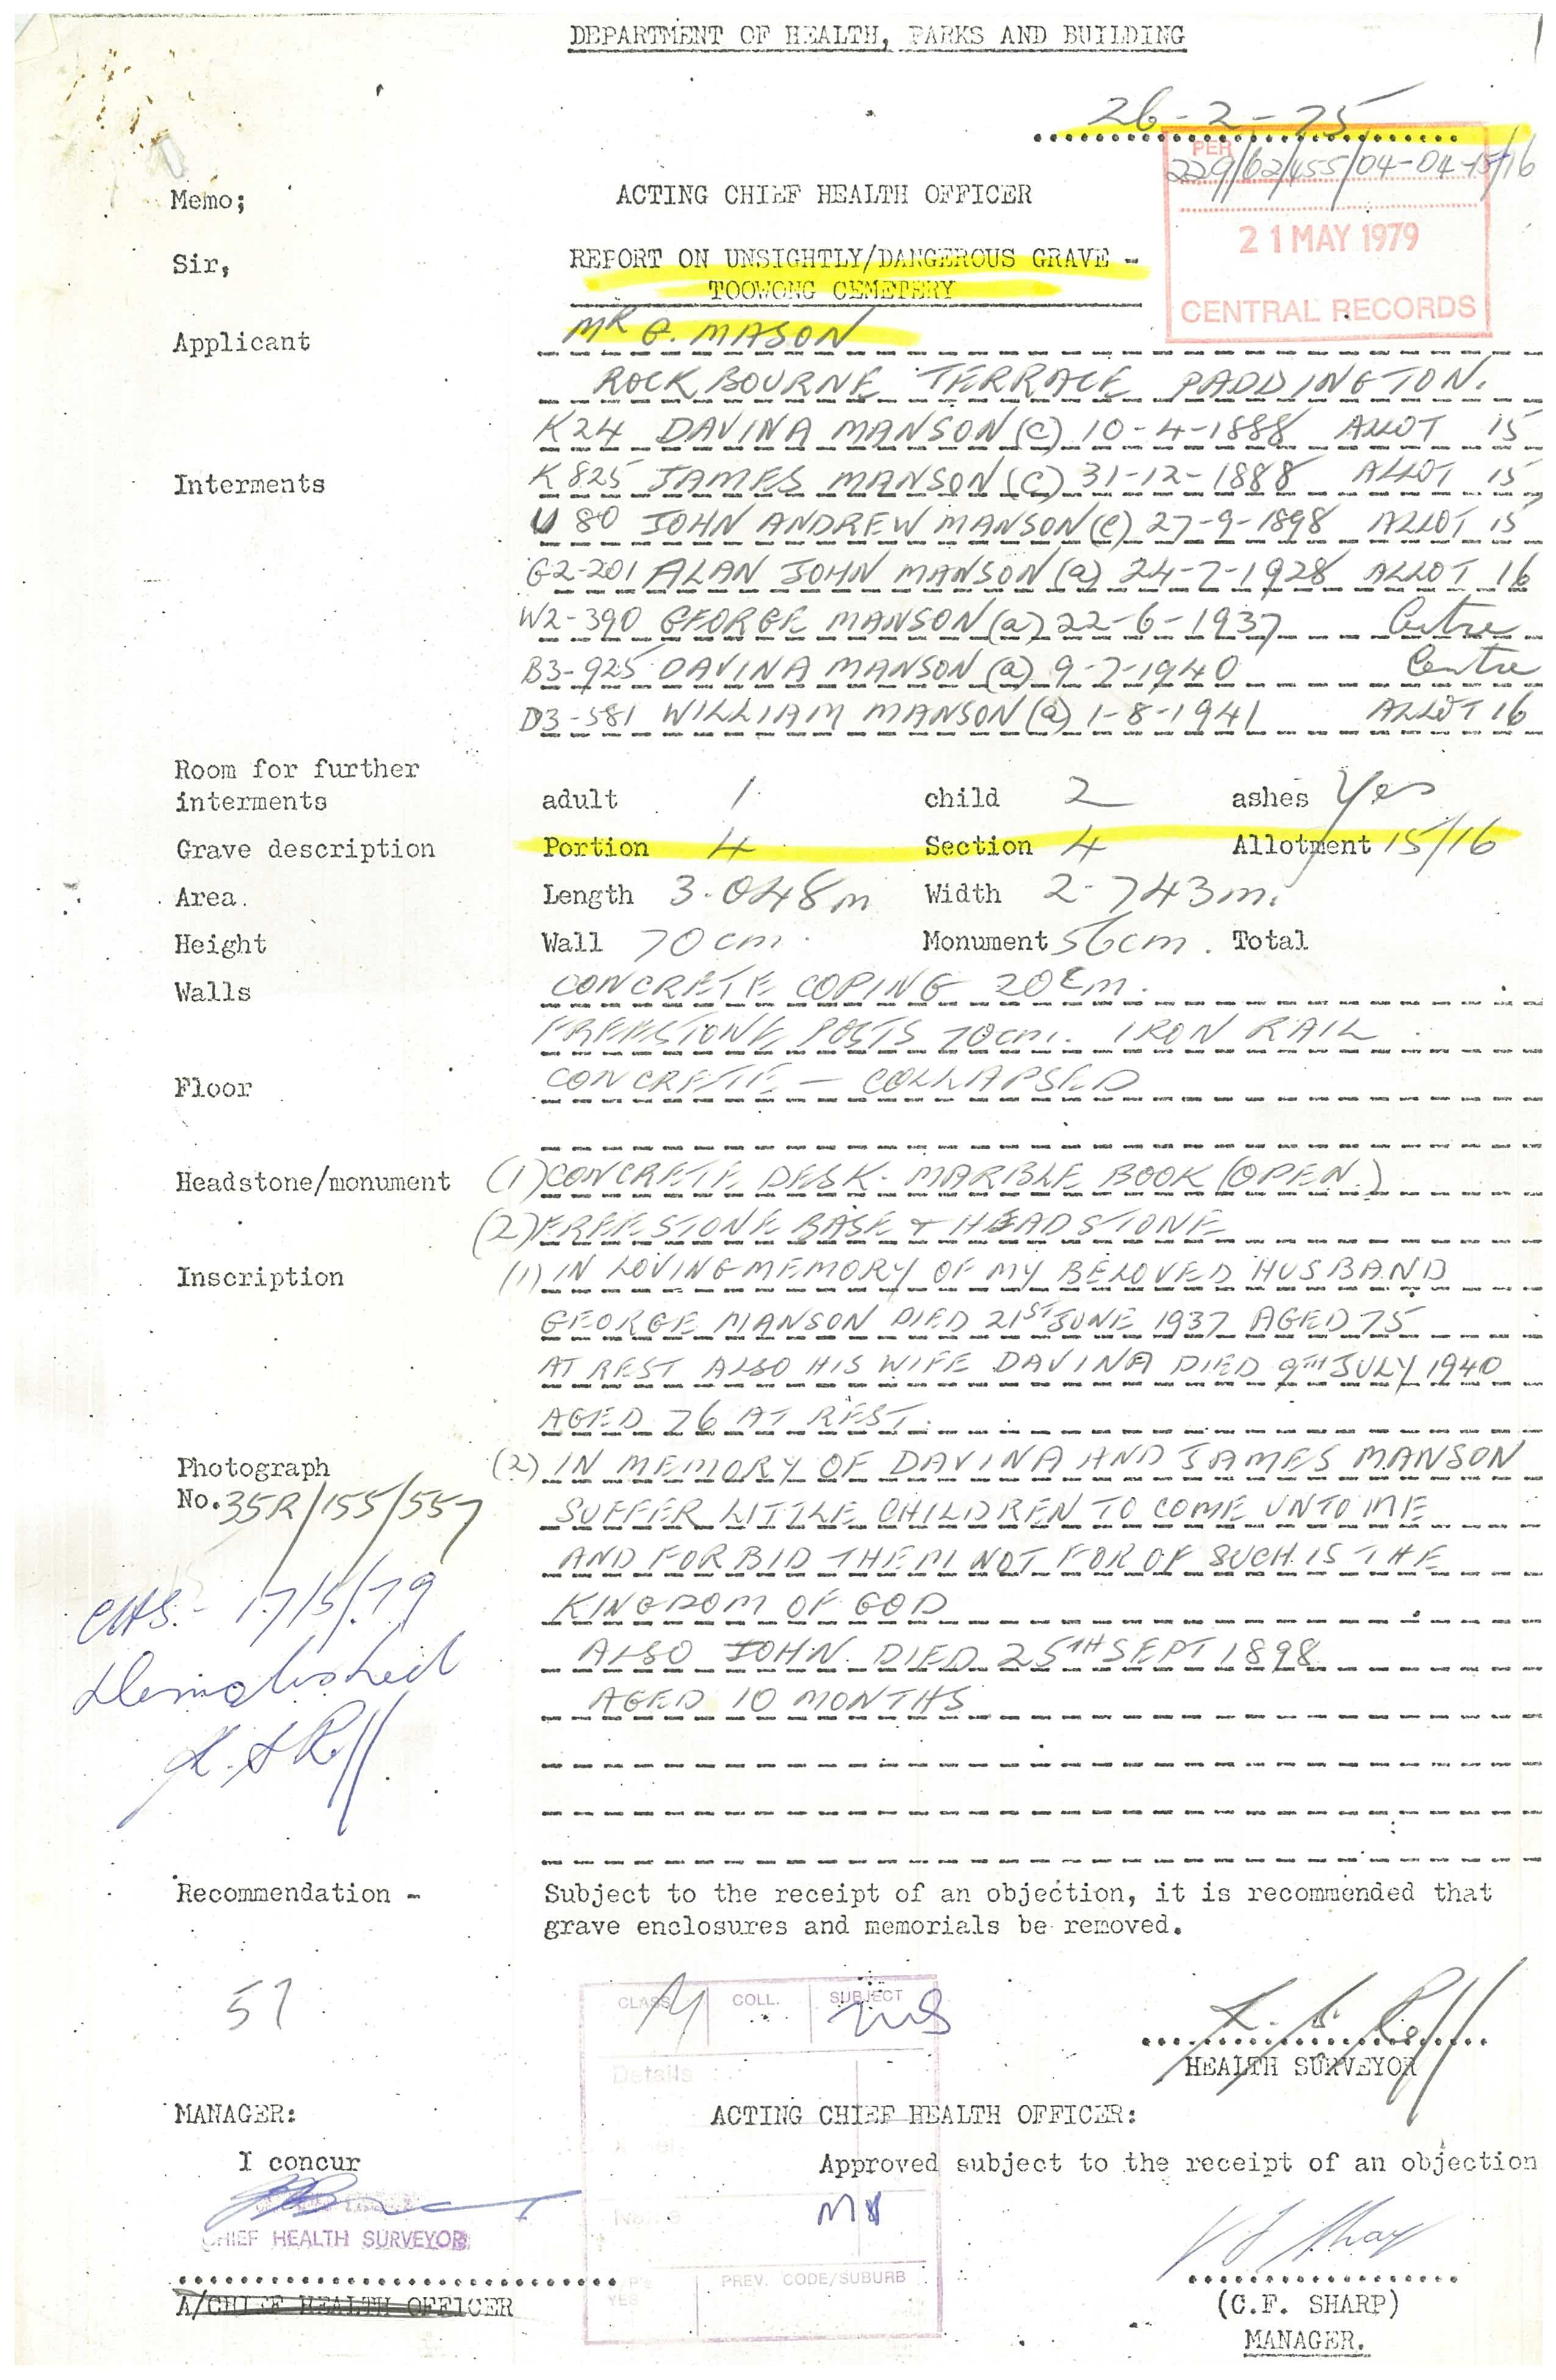 DEPARTMENT OF HEALTH, PARKS AND BUILDING
26-2-75
PER
229/02/455/04-04-15/16
Memo;
ACTING CHIEF HEALTH OFFICER
21 MAY 1979
CENTRAL RECORDS
Sir,
REPORT ON UNSIGHTLY/DANGEROUS GRAVE -
TOOWONG CEMETERY
Applicant
MR G. MASON
ROCKBOURNE TERRACE PADDINGTON.
K24 DAVINA MANSON (C) 10-4-1888 ALLOT 15
Interments
K825 JAMES MANSON (C) 31-12-1888 ALLOT 15
U 80 JOHN ANDREW MANSON (C) 27-9-1898 ALLOT 15
G2-201 ALAN JOHN MANSON (a) 24-7-1928 ALLOT 16
W2-390 GEORGE MANSON (a) 22-6-1937 Centre
B3-925 DAVINA MANSON (a) 9-7-1940 Centre
D3-581 WILLIAM MANSON (a) 1-8-1941 ALLOT 16
Room for further
interments adult 1 child 2 ashes Yes
Grave description Portion 4 Section 4 Allotment 15/16
Area. Length 3.048m Width 2.743m.
Height Wall 70cm. Monument 56cm. Total
Walls CONCRETE COPING 20cm.
FREESTONE POSTS 70cm. IRON RAIL
Floor CONCRETE - COLLAPSED
Headstone/monument (1) CONCRETE DESK. MARBLE BOOK (OPEN.)
(2) FREESTONE BASE + HEADSTONE
Inscription (1) IN LOVING MEMORY OF MY BELOVED HUSBAND
GEORGE MANSON DIED 21ST JUNE 1937 AGED 75
AT REST ALSO HIS WIFE DAVINA DIED 9TH JULY 1940
AGED 76 AT REST.
Photograph
No. 35R/155/557
(2) IN MEMORY OF DAVINA AND JAMES MANSON
SUFFER LITTLE CHILDREN TO COME UNTO ME
AND FORBID THEM NOT FOR OF SUCH IS THE
KINGDOM OF GOD
ALSO JOHN. DIED 25TH SEPT 1898
AGED 10 MONTHS
CHS. - 17/5/79
Demolished
Recommendation -
Subject to the receipt of an objection, it is recommended that
grave enclosures and memorials be removed.
57
CLASS COLL. SUBJECT
Details
HEALTH SURVEYOR
MANAGER:
ACTING CHIEF HEALTH OFFICER:
I concur
Approved subject to the receipt of an objection
CHIEF HEALTH SURVEYOR
Name
PREV. CODE/SUBURB
YES
A/CHIEF HEALTH OFFICER
(C.F. SHARP)
MANAGER.